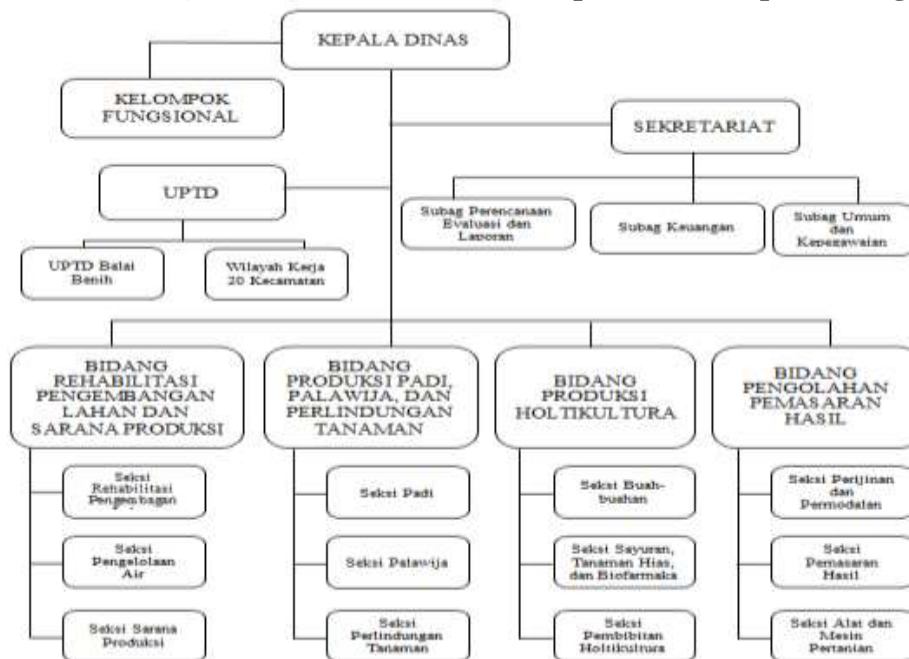 KEPALA DINAS
KELOMPOK
FUNGSIONAL
SEKRETARIAT
UPTD
Subag Perencanaan
Evaluasi dan
Laporan
Subag Keuangan
Subag Umum
dan
Kepegawaian
UPTD Balai
Benih
Wilayah Kerja
20 Kecamatan
BIDANG
REHABILITASI
PENGEMBANGAN
LAHAN DAN
SARANA PRODUKSI
BIDANG
PRODUKSI PADI,
PALAWIJA, DAN
PERLINDUNGAN
TANAMAN
BIDANG
PRODUKSI
HOLTIKULTURA
BIDANG
PENGOLAHAN
PEMASARAN
HASIL
Seksi
Rehabilitasi
Pengembagan
Seksi Padi
Seksi Buah-
buahan
Seksi Perijinan
dan
Permodalan
Seksi
Pengelolaan
Air
Seksi Palawija
Seksi Sayuran,
Tanaman Hias,
dan Biofarmaka
Seksi
Pemasaran
Hasil
Seksi Sarana
Produksi
Seksi
Perlindungan
Tanaman
Seksi
Pembibitan
Holtikultura
Seksi Alat dan
Mesin
Pertanian